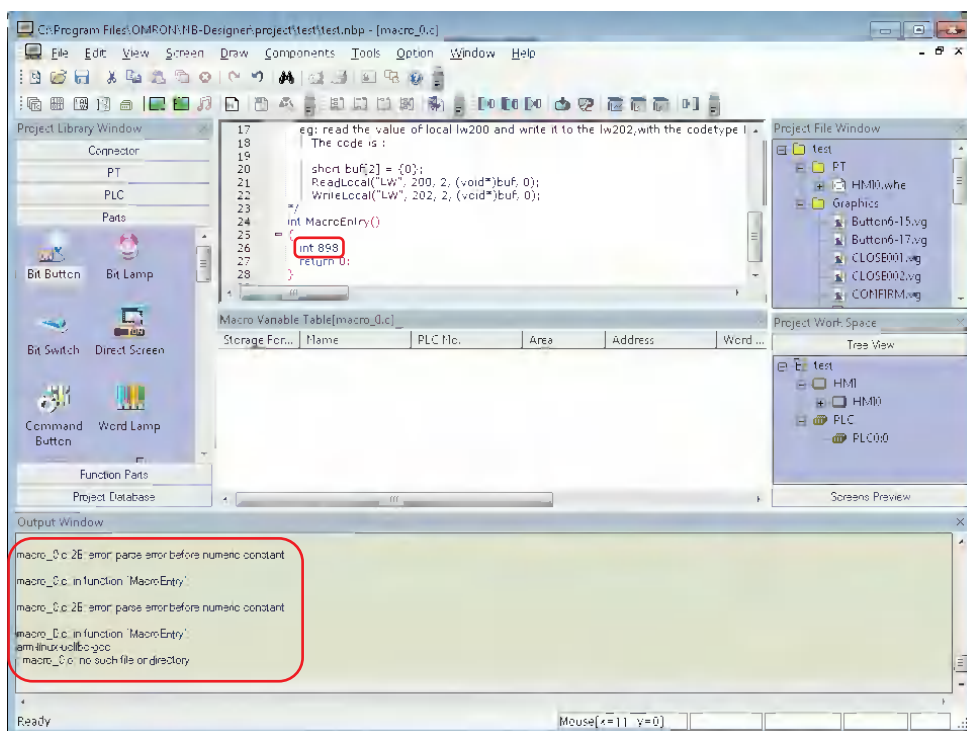 C:\Program Files\OMRON\NB-Designer\project\test\test.nbp - [macro_0.c]
File Edit View Screen Draw Components Tools Option Window Help
Project Library Window
Connector
PT
PLC
Parts
Bit Button Bit Lamp
Bit Switch Direct Screen
Command Button Word Lamp
Function Parts
Project Database
17 eg: read the value of local lw200 and write it to the lw202,with the codetype
18 The code is :
19
20 short buf[2] = {0};
21 ReadLocal("LW", 200, 2, (void*)buf, 0);
22 WriteLocal("LW", 202, 2, (void*)buf, 0);
23 */
24 int MacroEntry()
25 {
26 int 898
27 return 0;
28 }
Macro Variable Table[macro_0.c]
Storage For... Name PLC No. Area Address Word ...
Project File Window
test
PT
HMI0.whe
Graphics
Button6-15.vg
Button6-17.vg
CLOSE001.vg
CLOSE002.vg
CONFIRM.vg
Project Work Space
Tree View
test
HMI
HMI0
PLC
PLC0:0
Screens Preview
Output Window
macro_0.c:26: error: parse error before numeric constant
macro_0.c: in function `MacroEntry':
macro_0.c:26: error: parse error before numeric constant
macro_0.c: in function `MacroEntry':
arm-linux-uclibc-gcc
macro_0.o: no such file or directory
Ready Mouse[x=11 y=0]